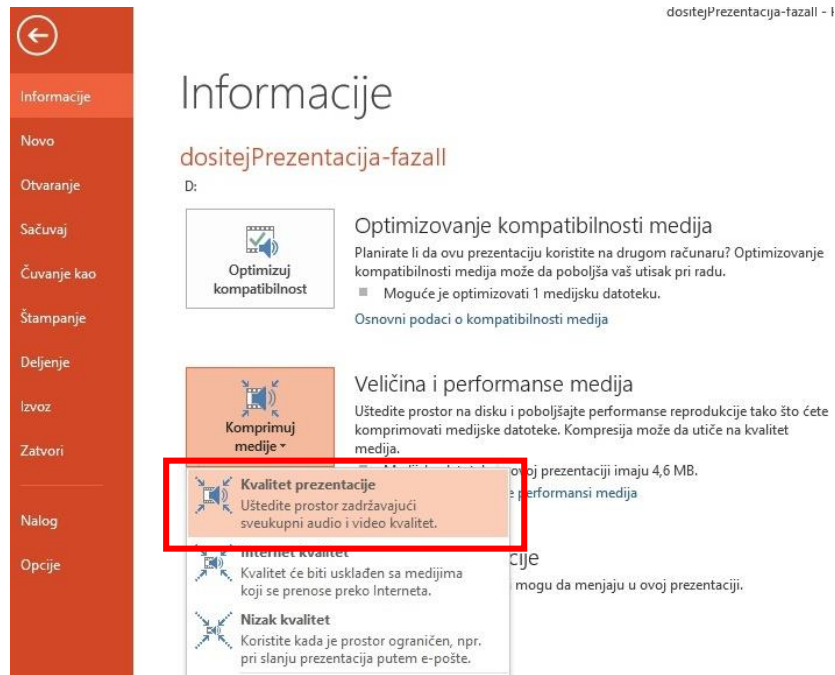 dositejPrezentacija-fazaII -
Informacije
Novo
Otvaranje
Sačuvaj
Čuvanje kao
Štampanje
Deljenje
Izvoz
Zatvori
Nalog
Opcije
Informacije
dositejPrezentacija-fazaII
D:
Optimizuj
kompatibilnost
Optimizovanje kompatibilnosti medija
Planirate li da ovu prezentaciju koristite na drugom računaru? Optimizovanje
kompatibilnosti medija može da poboljša vaš utisak pri radu.
Moguće je optimizovati 1 medijsku datoteku.
Osnovni podaci o kompatibilnosti medija
Komprimuj
medije
Veličina i performanse medija
Uštedite prostor na disku i poboljšajte performanse reprodukcije tako što ćete
komprimovati medijske datoteke. Kompresija može da utiče na kvalitet
medija.
ovoj prezentaciji imaju 4,6 MB.
performansi medija
Kvalitet prezentacije
Uštedite prostor zadržavajući
sveukupni audio i video kvalitet.
Internet kvalitet
Kvalitet će biti usklađen sa medijima
koji se prenose preko Interneta.
Nizak kvalitet
Koristite kada je prostor ograničen, npr.
pri slanju prezentacija putem e-pošte.
cije
mogu da menjaju u ovoj prezentaciji.